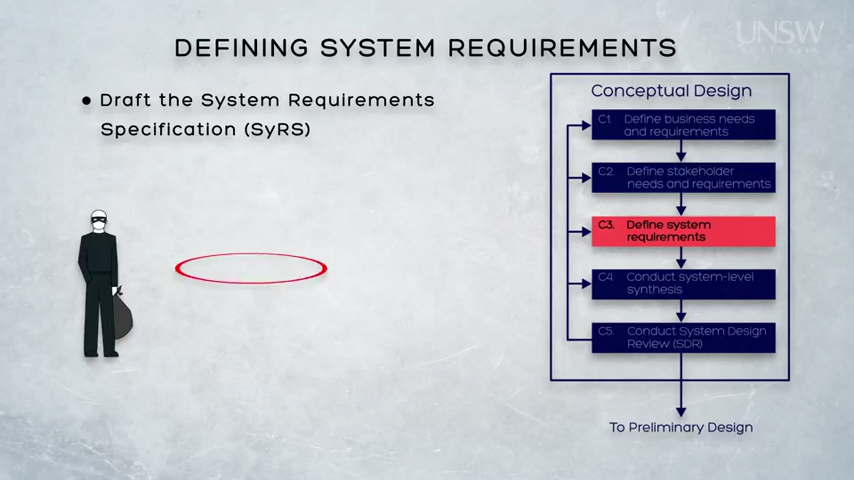 UNSW
AUSTRALIA
DEFINING SYSTEM REQUIREMENTS
● Draft the System Requirements
Specification (SyRS)
Conceptual Design
C1. Define business needs
and requirements
C2. Define stakeholder
needs and requirements
C3. Define system
requirements
C4. Conduct system-level
synthesis
C5. Conduct System Design
Review (SDR)
To Preliminary Design